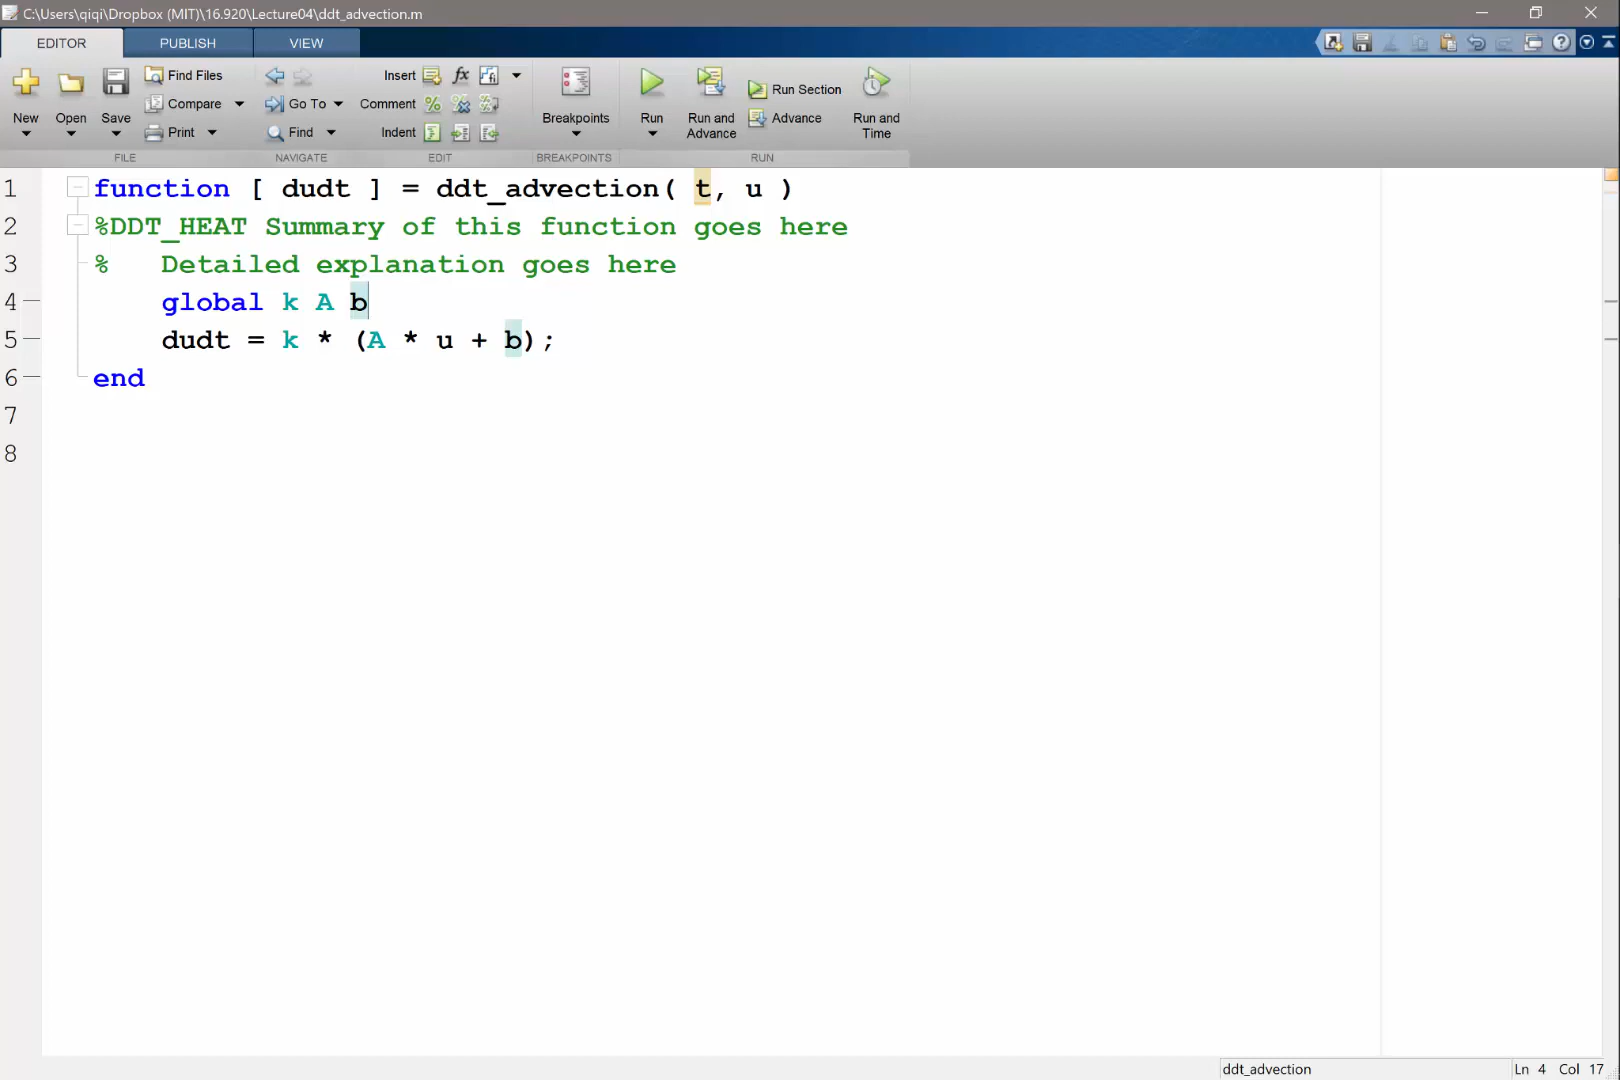 C:\Users\qiqi\Dropbox (MIT)\16.920\Lecture04\ddt_advection.m
EDITOR PUBLISH VIEW
New Open Save Find Files Compare Print
Go To Find
Insert fx
Comment
Indent
Breakpoints
Run Run and Advance Run Section Advance Run and Time
FILE NAVIGATE EDIT BREAKPOINTS RUN
1 function [ dudt ] = ddt_advection( t, u )
2 %DDT_HEAT Summary of this function goes here
3 %   Detailed explanation goes here
4     global k A b
5     dudt = k * (A * u + b);
6 end
7
8
ddt_advection Ln 4 Col 17